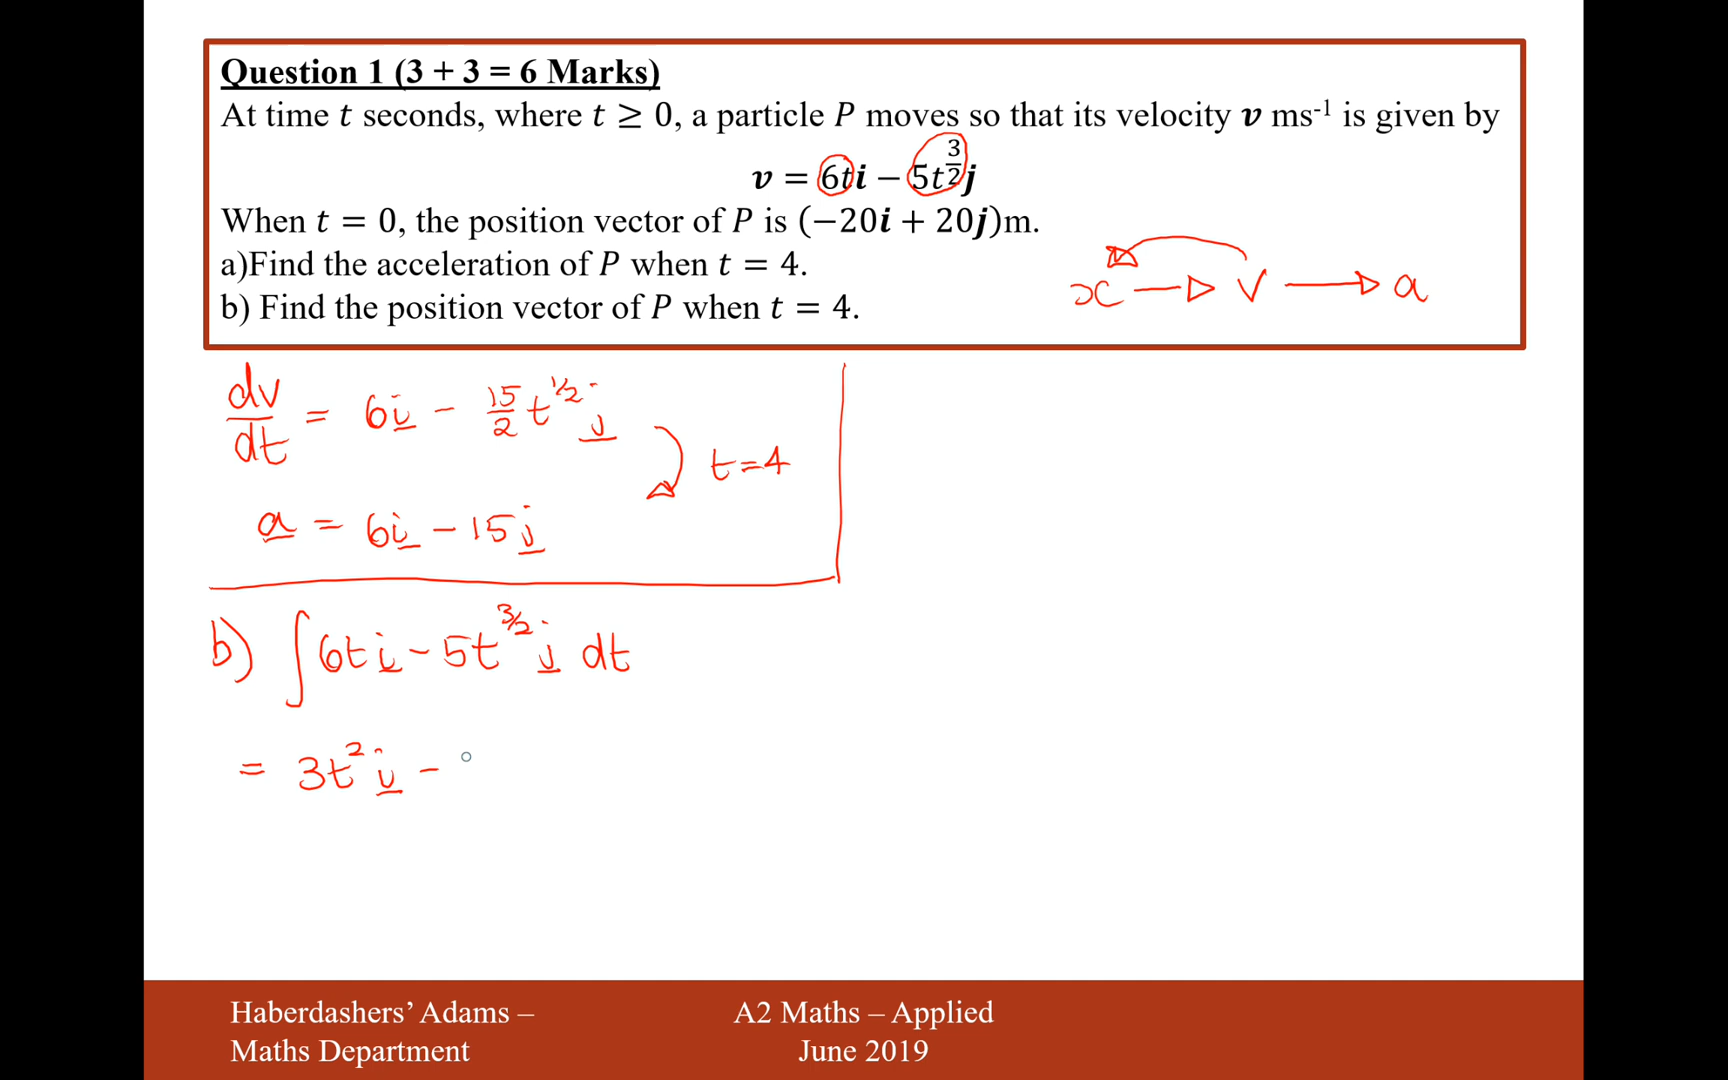 Question 1 (3 + 3 = 6 Marks)
At time t seconds, where t ≥ 0, a particle P moves so that its velocity v ms⁻¹ is given by
v = 6ti − 5t^(3/2)j
When t = 0, the position vector of P is (−20i + 20j)m.
a)Find the acceleration of P when t = 4.
b) Find the position vector of P when t = 4.
x → v → a
dv/dt = 6i − 15/2 t^(1/2) j
t=4
a = 6i − 15j
b) ∫6ti − 5t^(3/2) j dt
= 3t² i −
Haberdashers’ Adams –
Maths Department
A2 Maths – Applied
June 2019